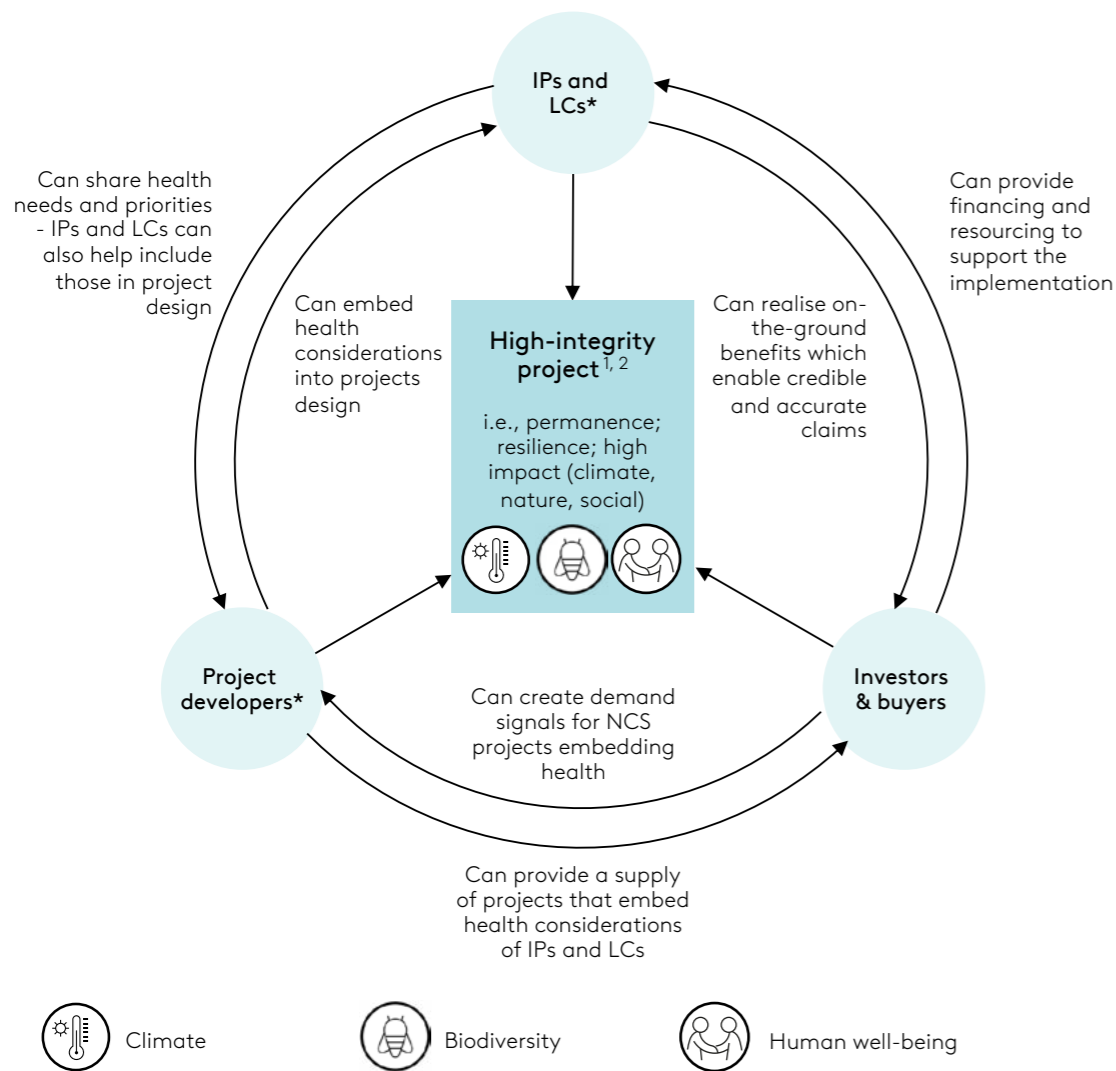 IPs and
LCs*
Can share health
needs and priorities
- IPs and LCs can
also help include
those in project
design
Can provide
financing and
resourcing to
support the
implementation
Can embed
health
considerations
into projects
design
Can realise on-
the-ground
benefits which
enable credible
and accurate
claims
High-integrity
project 1, 2
i.e., permanence;
resilience; high
impact (climate,
nature, social)
Project
developers*
Investors
& buyers
Can create demand
signals for NCS
projects embedding
health
Can provide a supply
of projects that embed
health considerations
of IPs and LCs
Climate
Biodiversity
Human well-being